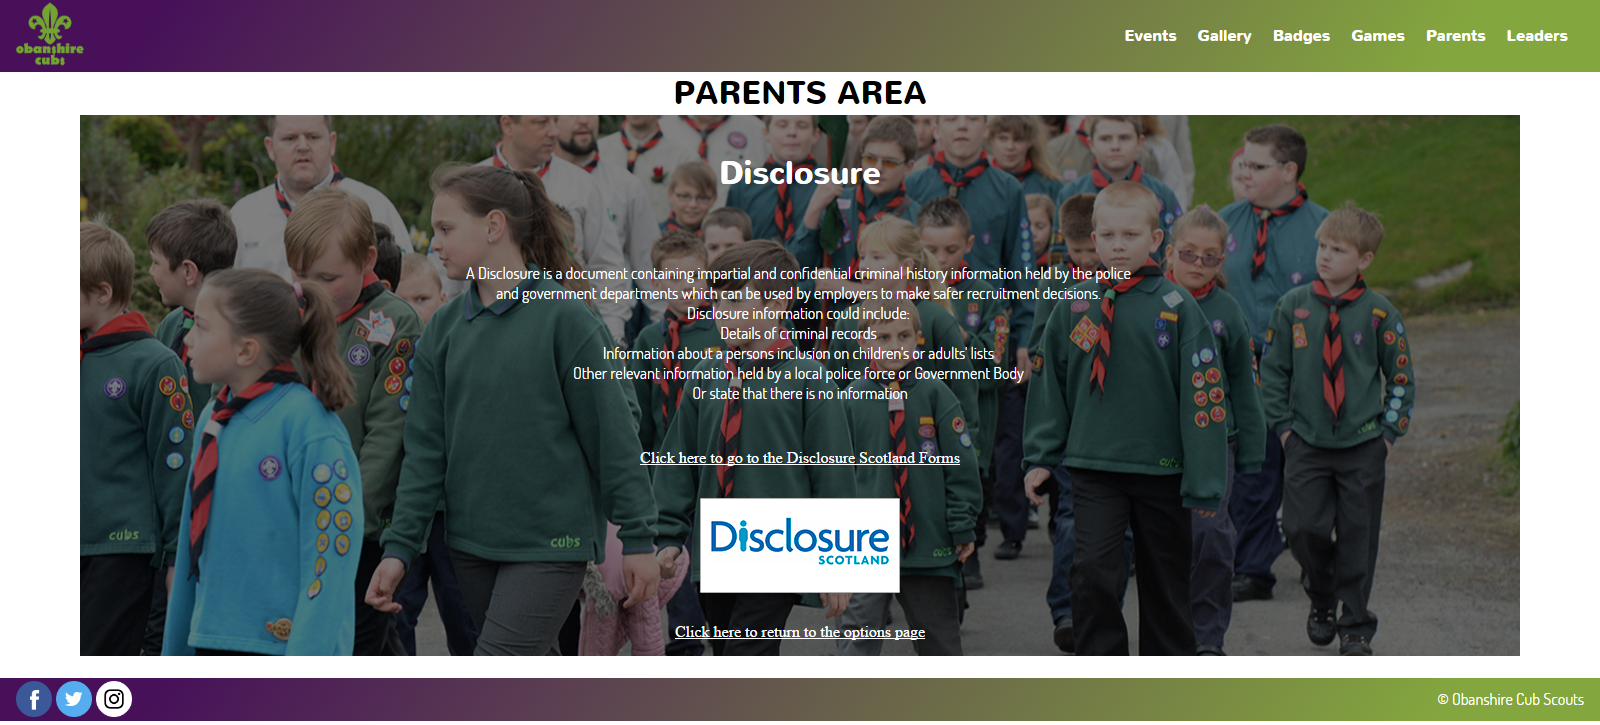 obanshire
cubs
Events Gallery Badges Games Parents Leaders
PARENTS AREA
Disclosure
A Disclosure is a document containing impartial and confidential criminal history information held by the police
and government departments which can be used by employers to make safer recruitment decisions.
Disclosure information could include:
Details of criminal records
Information about a persons inclusion on children's or adults' lists
Other relevant information held by a local police force or Government Body
Or state that there is no information
Click here to go to the Disclosure Scotland Forms
Disclosure
SCOTLAND
cubs
cubs
cubs
cubs
Click here to return to the options page
© Obanshire Cub Scouts